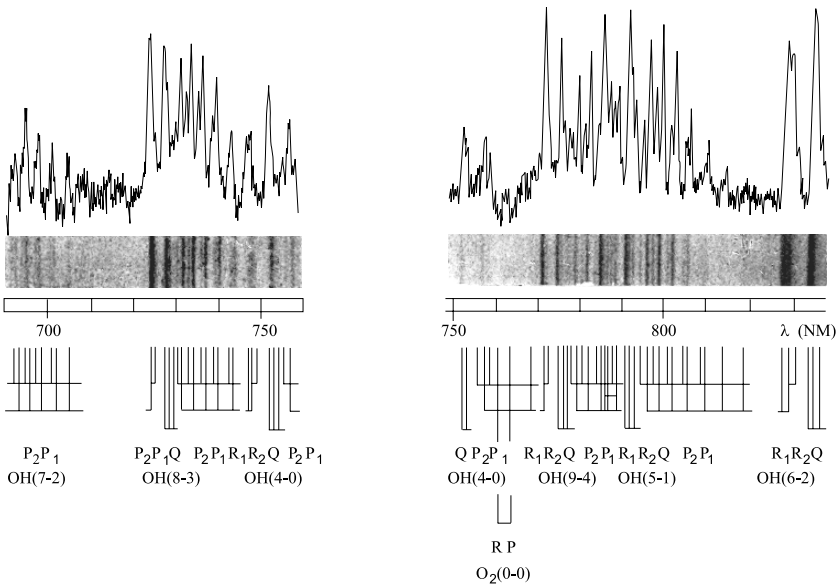 700 750
P₂P₁ P₂P₁Q P₂P₁R₁R₂Q P₂P₁
OH(7-2) OH(8-3) OH(4-0)
750 800 λ (NM)
Q P₂P₁ R₁R₂Q P₂P₁ R₁R₂Q P₂P₁ R₁R₂Q
OH(4-0) OH(9-4) OH(5-1) OH(6-2)
R P
O₂(0-0)